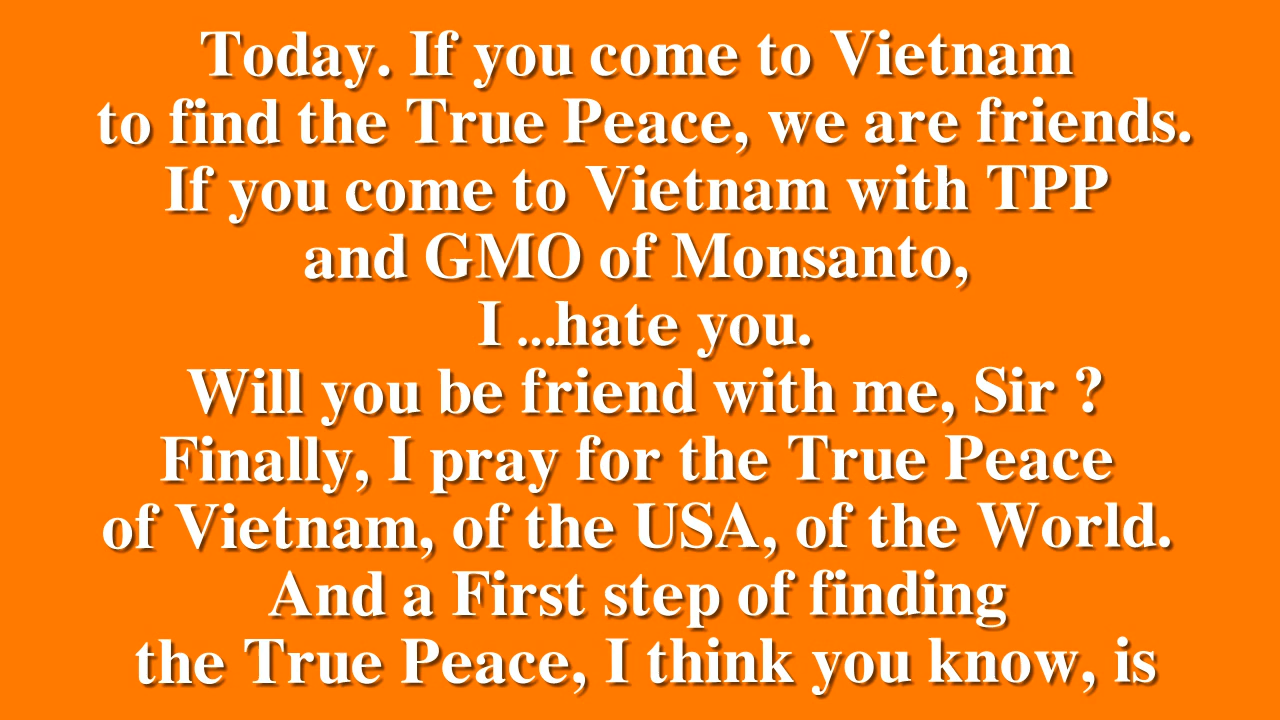 Today. If you come to Vietnam
to find the True Peace, we are friends.
If you come to Vietnam with TPP
and GMO of Monsanto,
I ...hate you.
Will you be friend with me, Sir ?
Finally, I pray for the True Peace
of Vietnam, of the USA, of the World.
And a First step of finding
the True Peace, I think you know, is